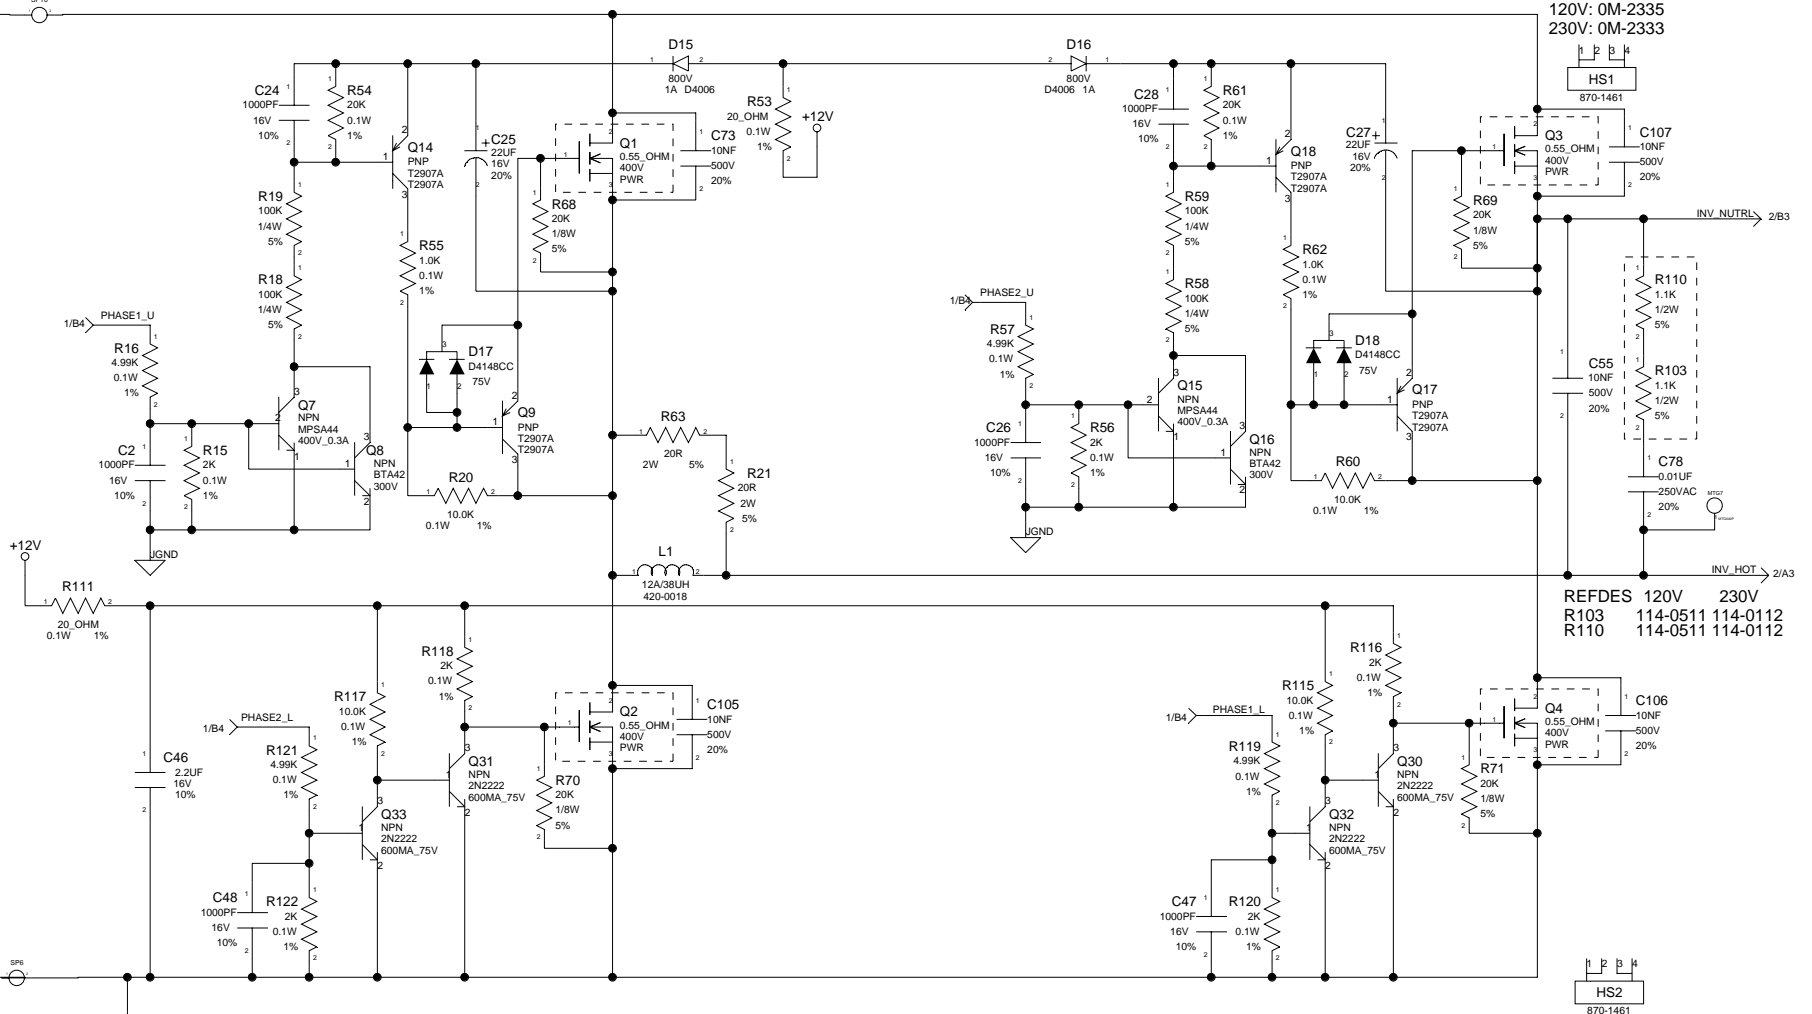 120V: 0M-2335
230V: 0M-2333
1 2 3 4
HS1
870-1461
C24
1000PF
16V
10%
R54
20K
0.1W
1%
Q14
PNP
T2907A
T2907A
C25
22UF
16V
20%
D15
800V
1A D4006
R53
20_OHM
0.1W
1%
+12V
Q1
0.55_OHM
400V
PWR
C73
10NF
500V
20%
R68
20K
1/8W
5%
R19
100K
1/4W
5%
R18
100K
1/4W
5%
R55
1.0K
0.1W
1%
1/B4
PHASE1_U
R16
4.99K
0.1W
1%
C2
1000PF
16V
10%
R15
2K
0.1W
1%
Q7
NPN
MPSA44
400V_0.3A
Q8
NPN
BTA42
300V
JGND
D17
D4148CC
75V
Q9
PNP
T2907A
T2907A
R20
10.0K
0.1W 1%
R63
20R
2W 5%
R21
20R
2W
5%
L1
12A/38UH
420-0018
D16
800V
D4006 1A
C28
1000PF
16V
10%
R61
20K
0.1W
1%
Q18
PNP
T2907A
T2907A
C27
22UF
16V
20%
Q3
0.55_OHM
400V
PWR
C107
10NF
500V
20%
R69
20K
1/8W
5%
R59
100K
1/4W
5%
R58
100K
1/4W
5%
R62
1.0K
0.1W
1%
1/B4
PHASE2_U
R57
4.99K
0.1W
1%
C26
1000PF
16V
10%
R56
2K
0.1W
1%
Q15
NPN
MPSA44
400V_0.3A
Q16
NPN
BTA42
300V
JGND
D18
D4148CC
75V
Q17
PNP
T2907A
T2907A
R60
10.0K
0.1W 1%
INV_NUTRL
2/B3
C55
10NF
500V
20%
R110
1.1K
1/2W
5%
R103
1.1K
1/2W
5%
C78
0.01UF
250VAC
20%
MTG7
INV_HOT
2/A3
REFDES 120V 230V
R103 114-0511 114-0112
R110 114-0511 114-0112
+12V
R111
20_OHM
0.1W 1%
C46
2.2UF
16V
10%
1/B4
PHASE2_L
R121
4.99K
0.1W
1%
C48
1000PF
16V
10%
R122
2K
0.1W
1%
R117
10.0K
0.1W
1%
Q33
NPN
2N2222
600MA_75V
R118
2K
0.1W
1%
Q31
NPN
2N2222
600MA_75V
Q2
0.55_OHM
400V
PWR
C105
10NF
500V
20%
R70
20K
1/8W
5%
1/B4
PHASE1_L
R119
4.99K
0.1W
1%
C47
1000PF
16V
10%
R120
2K
0.1W
1%
R115
10.0K
0.1W
1%
Q32
NPN
2N2222
600MA_75V
R116
2K
0.1W
1%
Q30
NPN
2N2222
600MA_75V
Q4
0.55_OHM
400V
PWR
C106
10NF
500V
20%
R71
20K
1/8W
5%
SP6
1 2 3 4
HS2
870-1461